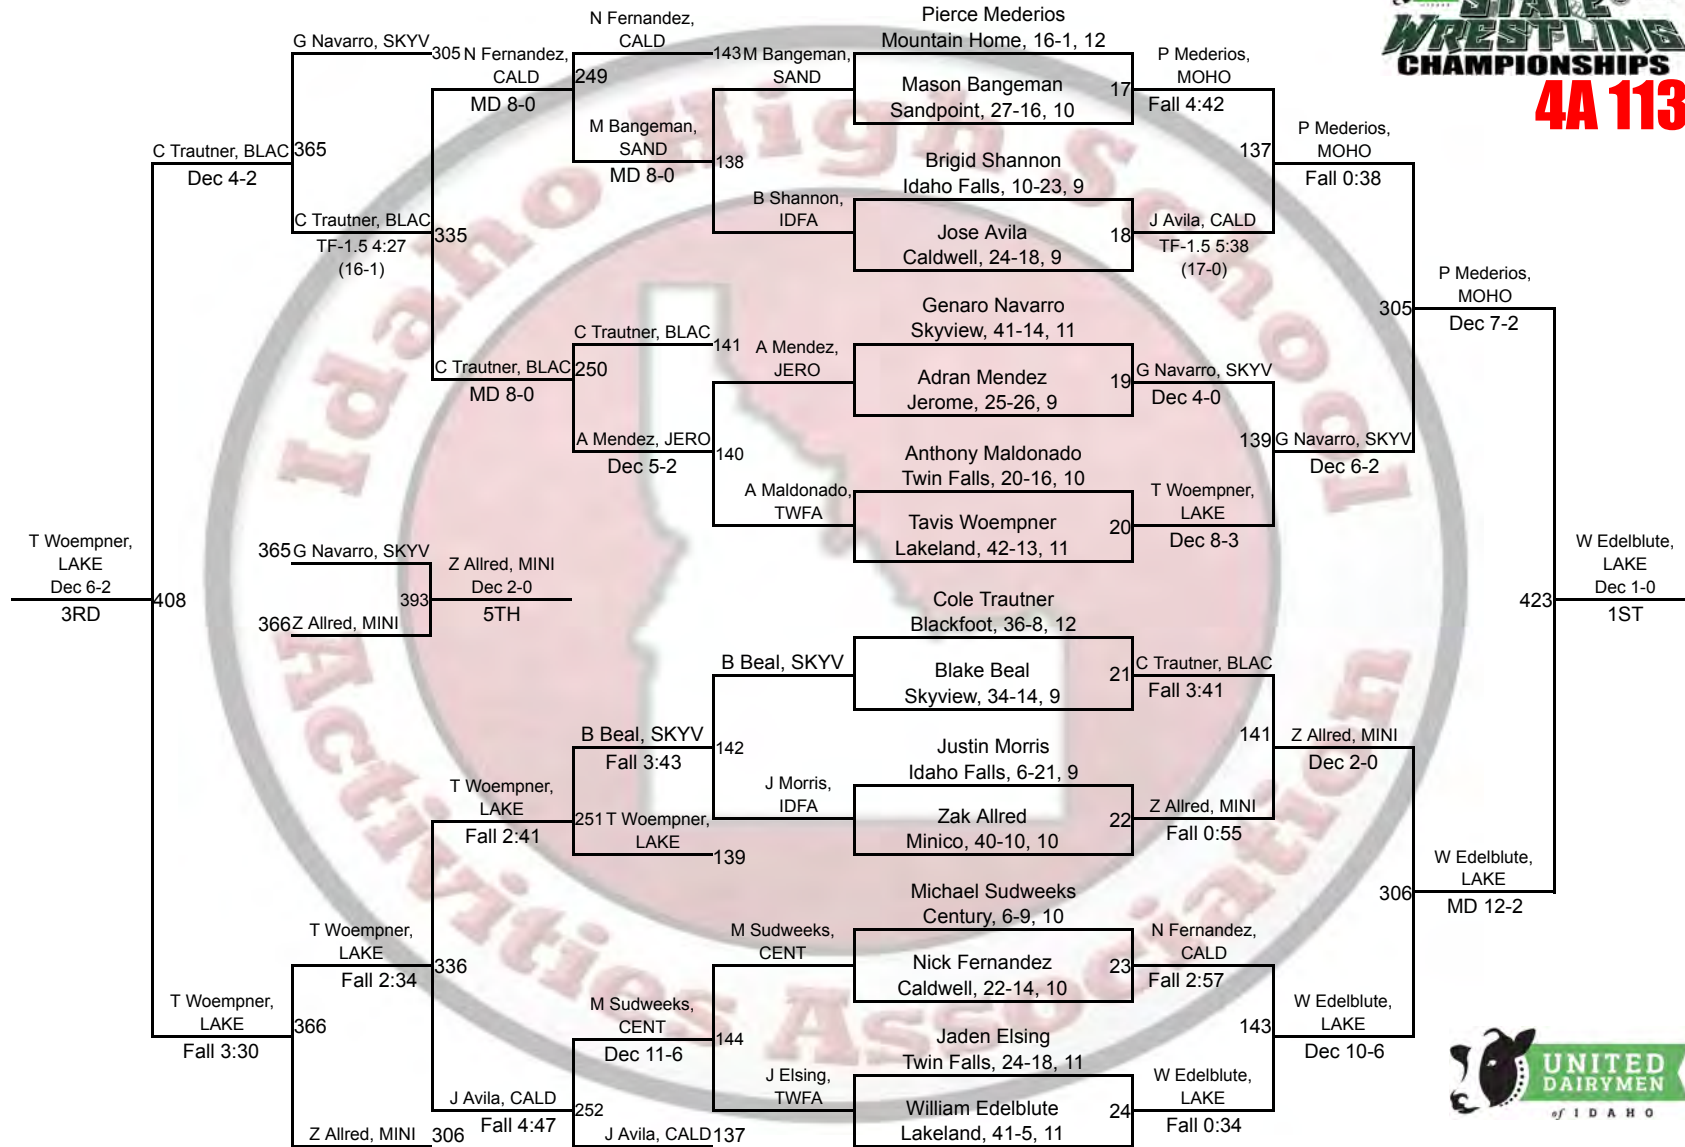 STATE
WRESTLING
CHAMPIONSHIPS
4A 113
Idaho High School
Activities Association
G Navarro, SKYV
305
N Fernandez,
CALD
MD 8-0
249
N Fernandez,
CALD
143
M Bangeman,
SAND
M Bangeman,
SAND
MD 8-0
138
B Shannon,
IDFA
C Trautner, BLAC
Dec 4-2
365
C Trautner, BLAC
TF-1.5 4:27
(16-1)
335
C Trautner, BLAC
MD 8-0
250
C Trautner, BLAC
141
A Mendez,
JERO
A Mendez, JERO
Dec 5-2
140
A Maldonado,
TWFA
T Woempner,
LAKE
Dec 6-2
3RD
408
365
G Navarro, SKYV
366
Z Allred, MINI
393
Z Allred, MINI
Dec 2-0
5TH
B Beal, SKYV
B Beal, SKYV
Fall 3:43
142
J Morris,
IDFA
T Woempner,
LAKE
Fall 2:41
251
T Woempner,
LAKE
139
T Woempner,
LAKE
Fall 2:34
336
T Woempner,
LAKE
Fall 3:30
366
M Sudweeks,
CENT
M Sudweeks,
CENT
Dec 11-6
144
J Elsing,
TWFA
J Avila, CALD
Fall 4:47
252
J Avila, CALD
137
Z Allred, MINI
306
Pierce Mederios
Mountain Home, 16-1, 12
Mason Bangeman
Sandpoint, 27-16, 10
17
P Mederios,
MOHO
Fall 4:42
Brigid Shannon
Idaho Falls, 10-23, 9
Jose Avila
Caldwell, 24-18, 9
18
J Avila, CALD
TF-1.5 5:38
(17-0)
137
P Mederios,
MOHO
Fall 0:38
Genaro Navarro
Skyview, 41-14, 11
Adran Mendez
Jerome, 25-26, 9
19
G Navarro, SKYV
Dec 4-0
Anthony Maldonado
Twin Falls, 20-16, 10
Tavis Woempner
Lakeland, 42-13, 11
20
T Woempner,
LAKE
Dec 8-3
139
G Navarro, SKYV
Dec 6-2
305
P Mederios,
MOHO
Dec 7-2
Cole Trautner
Blackfoot, 36-8, 12
Blake Beal
Skyview, 34-14, 9
21
C Trautner, BLAC
Fall 3:41
Justin Morris
Idaho Falls, 6-21, 9
Zak Allred
Minico, 40-10, 10
22
Z Allred, MINI
Fall 0:55
141
Z Allred, MINI
Dec 2-0
Michael Sudweeks
Century, 6-9, 10
Nick Fernandez
Caldwell, 22-14, 10
23
N Fernandez,
CALD
Fall 2:57
Jaden Elsing
Twin Falls, 24-18, 11
William Edelblute
Lakeland, 41-5, 11
24
W Edelblute,
LAKE
Fall 0:34
143
W Edelblute,
LAKE
Dec 10-6
306
W Edelblute,
LAKE
MD 12-2
423
W Edelblute,
LAKE
Dec 1-0
1ST
UNITED
DAIRYMEN
of IDAHO